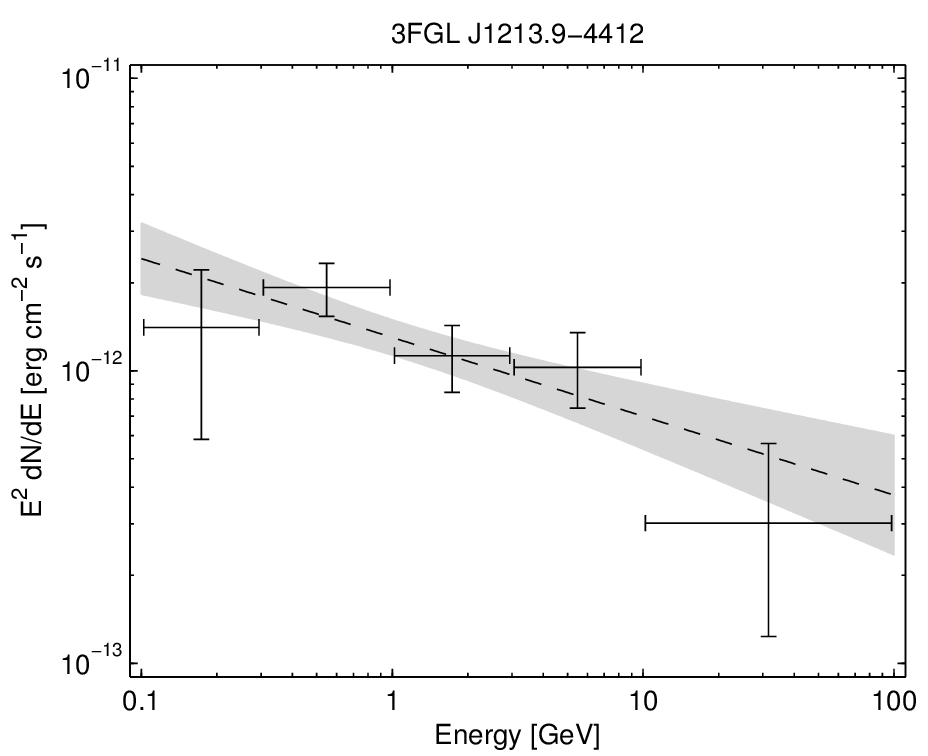 3FGL J1213.9−4412
10⁻¹¹
10⁻¹²
10⁻¹³
E² dN/dE [erg cm⁻² s⁻¹]
0.1 1 10 100
Energy [GeV]